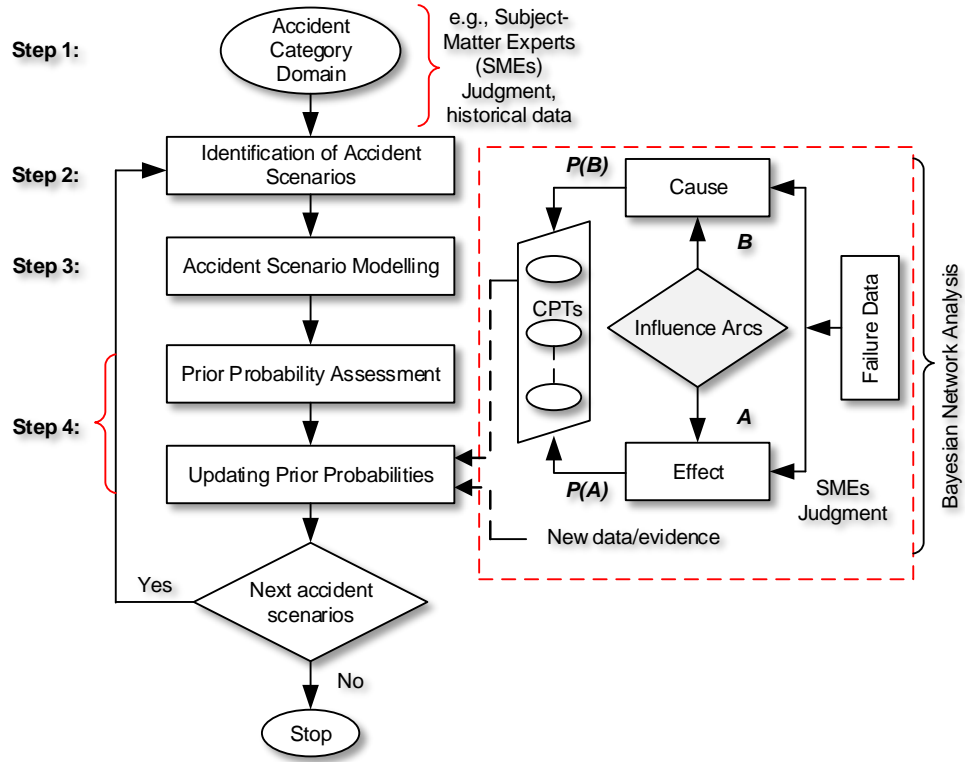 Step 1:
Accident
Category
Domain
e.g., Subject-
Matter Experts
(SMEs)
Judgment,
historical data
Step 2:
Identification of Accident
Scenarios
Step 3:
Accident Scenario Modelling
Step 4:
Prior Probability Assessment
Updating Prior Probabilities
Next accident
scenarios
Yes
No
Stop
P(B)
Cause
B
CPTs
Influence Arcs
Failure Data
A
Effect
P(A)
SMEs
Judgment
New data/evidence
Bayesian Network Analysis